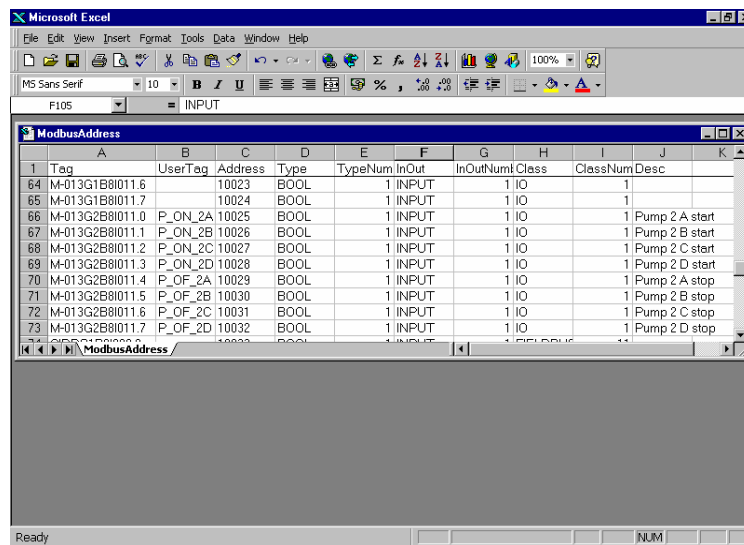 Microsoft Excel
File Edit View Insert Format Tools Data Window Help
100%
MS Sans Serif 10 B I U % ,
F105 = INPUT
ModbusAddress
A B C D E F G H I J K
1 Tag UserTag Address Type TypeNum InOut InOutNum Class ClassNum Desc
64 M-013G1B8I011.6 10023 BOOL 1 INPUT 1 IO 1
65 M-013G1B8I011.7 10024 BOOL 1 INPUT 1 IO 1
66 M-013G2B8I011.0 P_ON_2A 10025 BOOL 1 INPUT 1 IO 1 Pump 2 A start
67 M-013G2B8I011.1 P_ON_2B 10026 BOOL 1 INPUT 1 IO 1 Pump 2 B start
68 M-013G2B8I011.2 P_ON_2C 10027 BOOL 1 INPUT 1 IO 1 Pump 2 C start
69 M-013G2B8I011.3 P_ON_2D 10028 BOOL 1 INPUT 1 IO 1 Pump 2 D start
70 M-013G2B8I011.4 P_OF_2A 10029 BOOL 1 INPUT 1 IO 1 Pump 2 A stop
71 M-013G2B8I011.5 P_OF_2B 10030 BOOL 1 INPUT 1 IO 1 Pump 2 B stop
72 M-013G2B8I011.6 P_OF_2C 10031 BOOL 1 INPUT 1 IO 1 Pump 2 C stop
73 M-013G2B8I011.7 P_OF_2D 10032 BOOL 1 INPUT 1 IO 1 Pump 2 D stop
ModbusAddress
Ready NUM